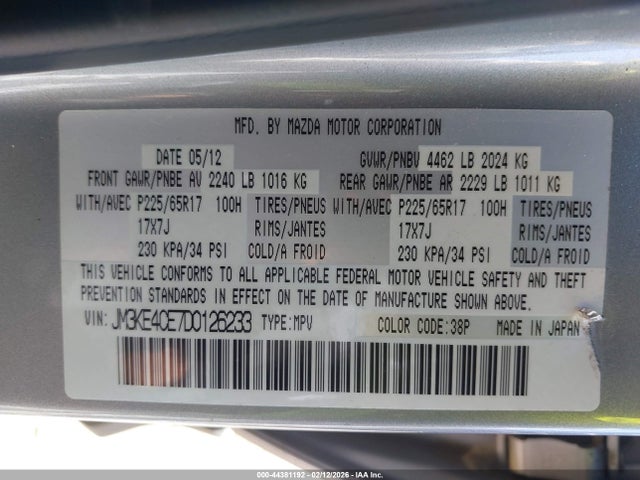 MFD. BY MAZDA MOTOR CORPORATION
DATE 05/12 GVWR/PNBV 4462 LB 2024 KG
FRONT GAWR/PNBE AV 2240 LB 1016 KG REAR GAWR/PNBE AR 2229 LB 1011 KG
WITH/AVEC P225/65R17 100H TIRES/PNEUS WITH/AVEC P225/65R17 100H TIRES/PNEUS
17X7J RIMS/JANTES 17X7J RIMS/JANTES
230 KPA/34 PSI COLD/A FROID 230 KPA/34 PSI COLD/A FROID
THIS VEHICLE CONFORMS TO ALL APPLICABLE FEDERAL MOTOR VEHICLE SAFETY AND THEFT
PREVENTION STANDARDS IN EFFECT ON THE DATE OF MANUFACTURE SHOWN ABOVE.
VIN: JM3KE4CE7D0126233 TYPE:MPV COLOR CODE:38P MADE IN JAPAN
000-44381192 - 02/12/2026 - IAA Inc.